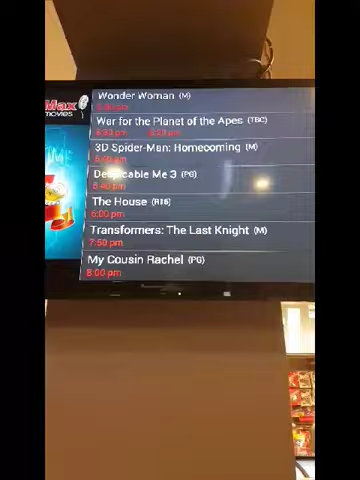 Max
movies
Wonder Woman (M)
War for the Planet of the Apes (TBC)
3D Spider-Man: Homecoming (M)
Despicable Me 3 (PG)
5:40 pm
The House (R16)
6:00 pm
Transformers: The Last Knight (M)
7:50 pm
My Cousin Rachel (PG)
8:00 pm